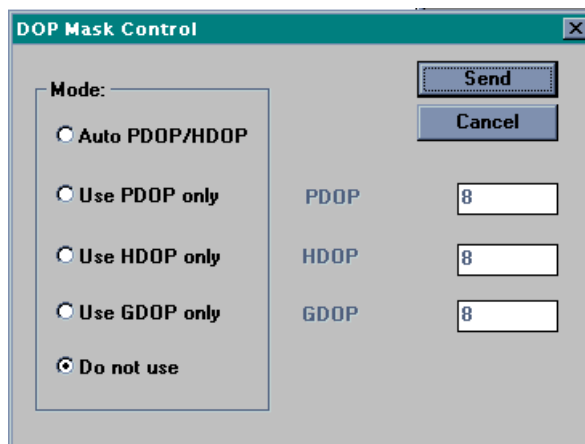 DOP Mask Control
Mode:
Send
Cancel
Auto PDOP/HDOP
Use PDOP only
PDOP
8
Use HDOP only
HDOP
8
Use GDOP only
GDOP
8
Do not use